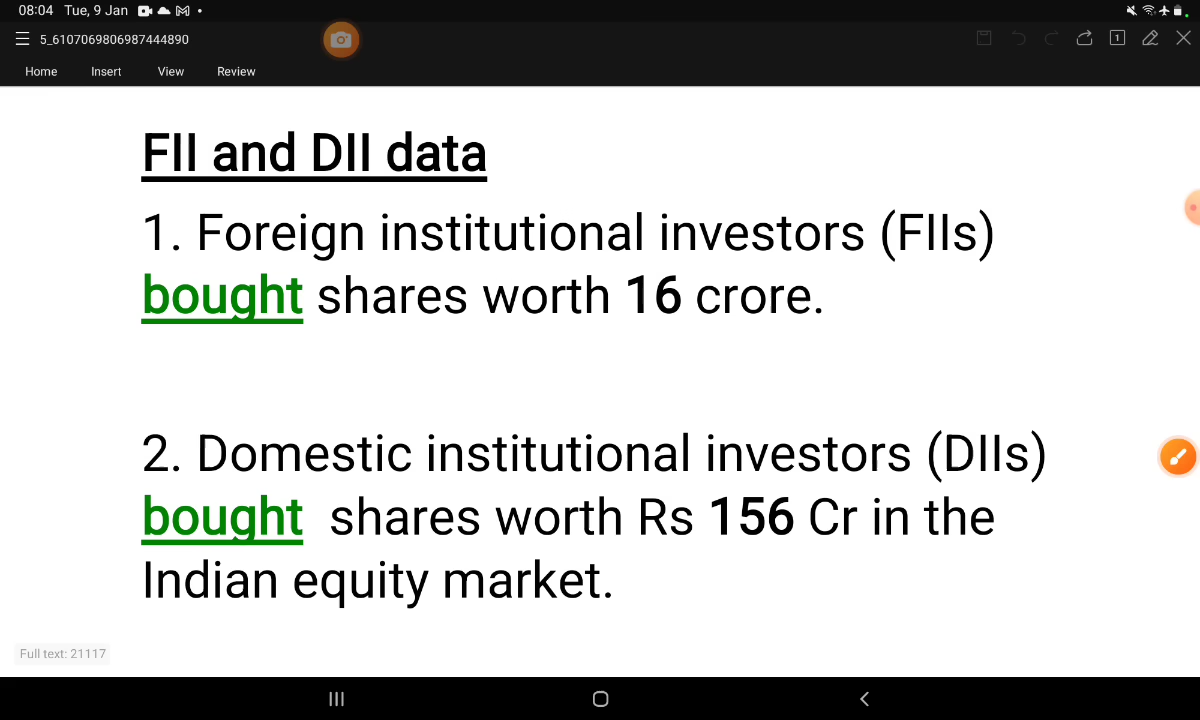 08:04 Tue, 9 Jan
5_6107069806987444890
1
Home Insert View Review
FII and DII data
1. Foreign institutional investors (FIIs)
bought shares worth 16 crore.
2. Domestic institutional investors (DIIs)
bought shares worth Rs 156 Cr in the
Indian equity market.
Full text: 21117